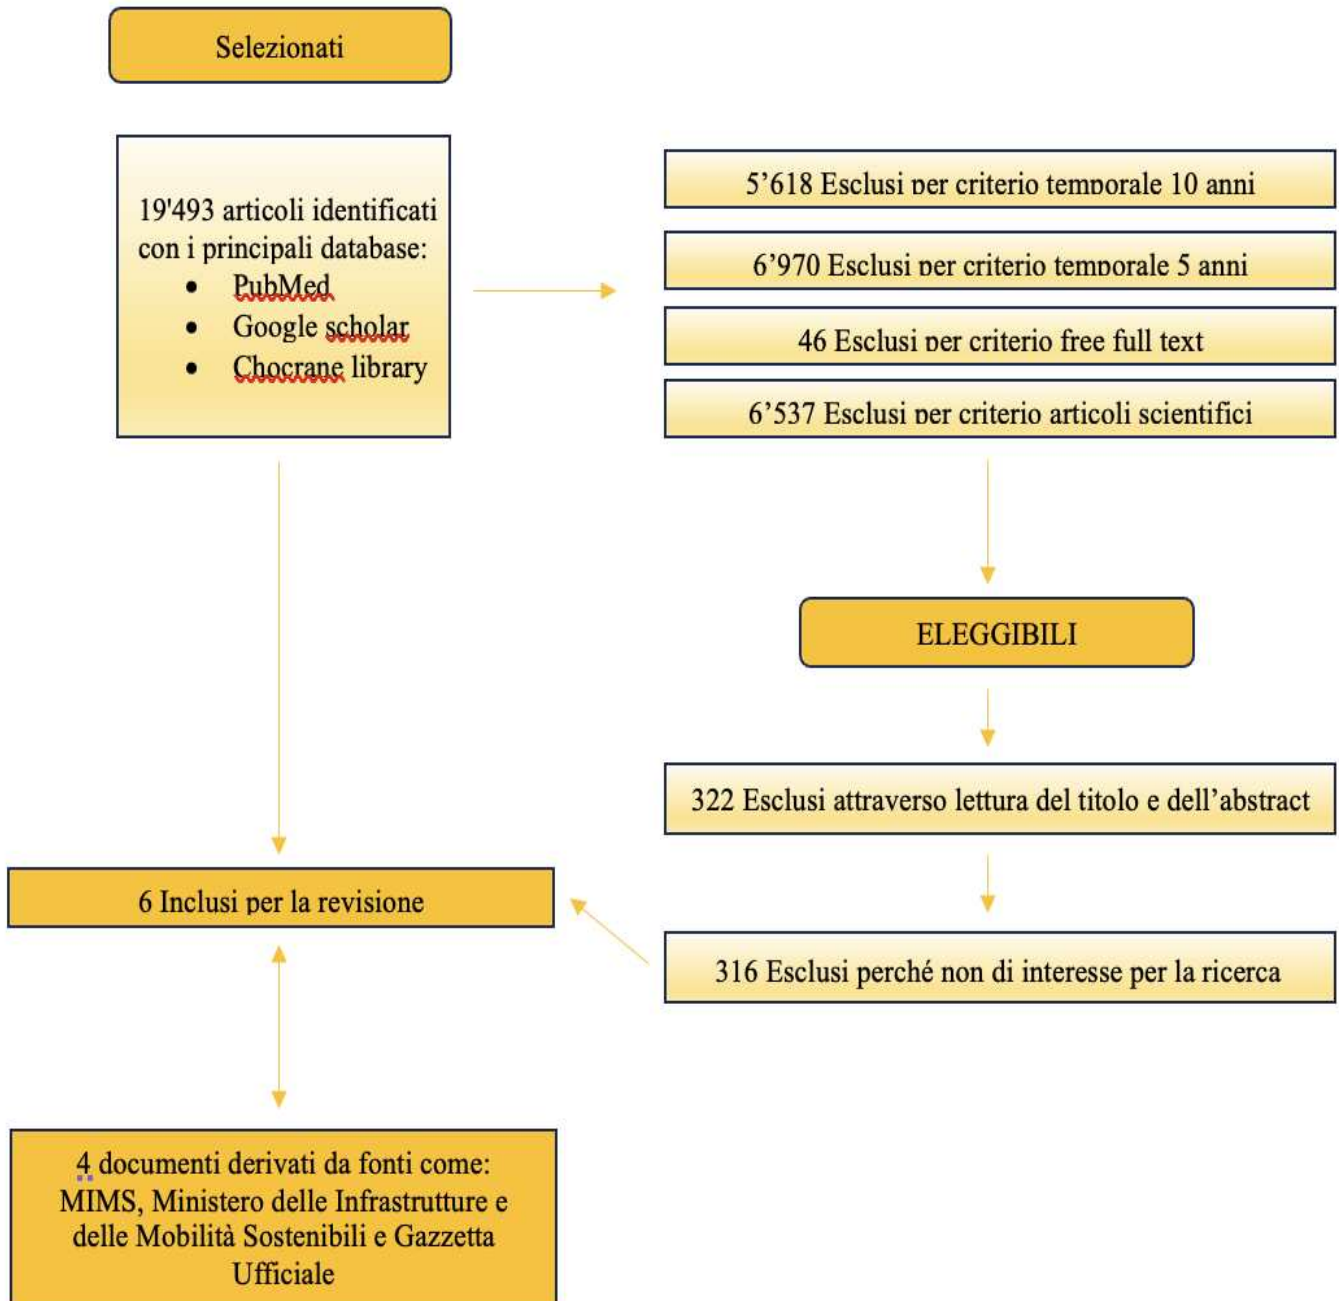 Selezionati
19'493 articoli identificati
con i principali database:
• PubMed
• Google scholar
• Chocrane library
5’618 Esclusi per criterio temporale 10 anni
6’970 Esclusi per criterio temporale 5 anni
46 Esclusi per criterio free full text
6’537 Esclusi per criterio articoli scientifici
ELEGGIBILI
322 Esclusi attraverso lettura del titolo e dell’abstract
316 Esclusi perché non di interesse per la ricerca
6 Inclusi per la revisione
4 documenti derivati da fonti come:
MIMS, Ministero delle Infrastrutture e
delle Mobilità Sostenibili e Gazzetta
Ufficiale